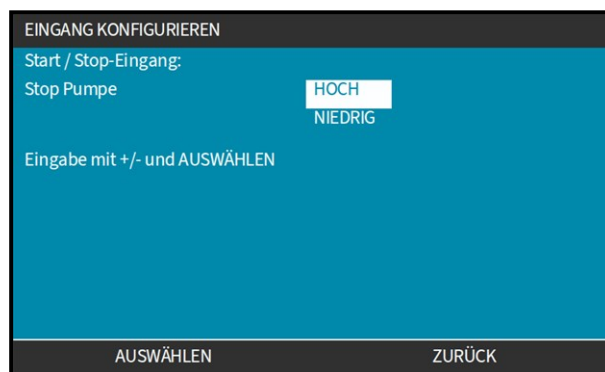 EINGANG KONFIGURIEREN
Start / Stop-Eingang:
Stop Pumpe HOCH
NIEDRIG
Eingabe mit +/- und AUSWÄHLEN
AUSWÄHLEN ZURÜCK